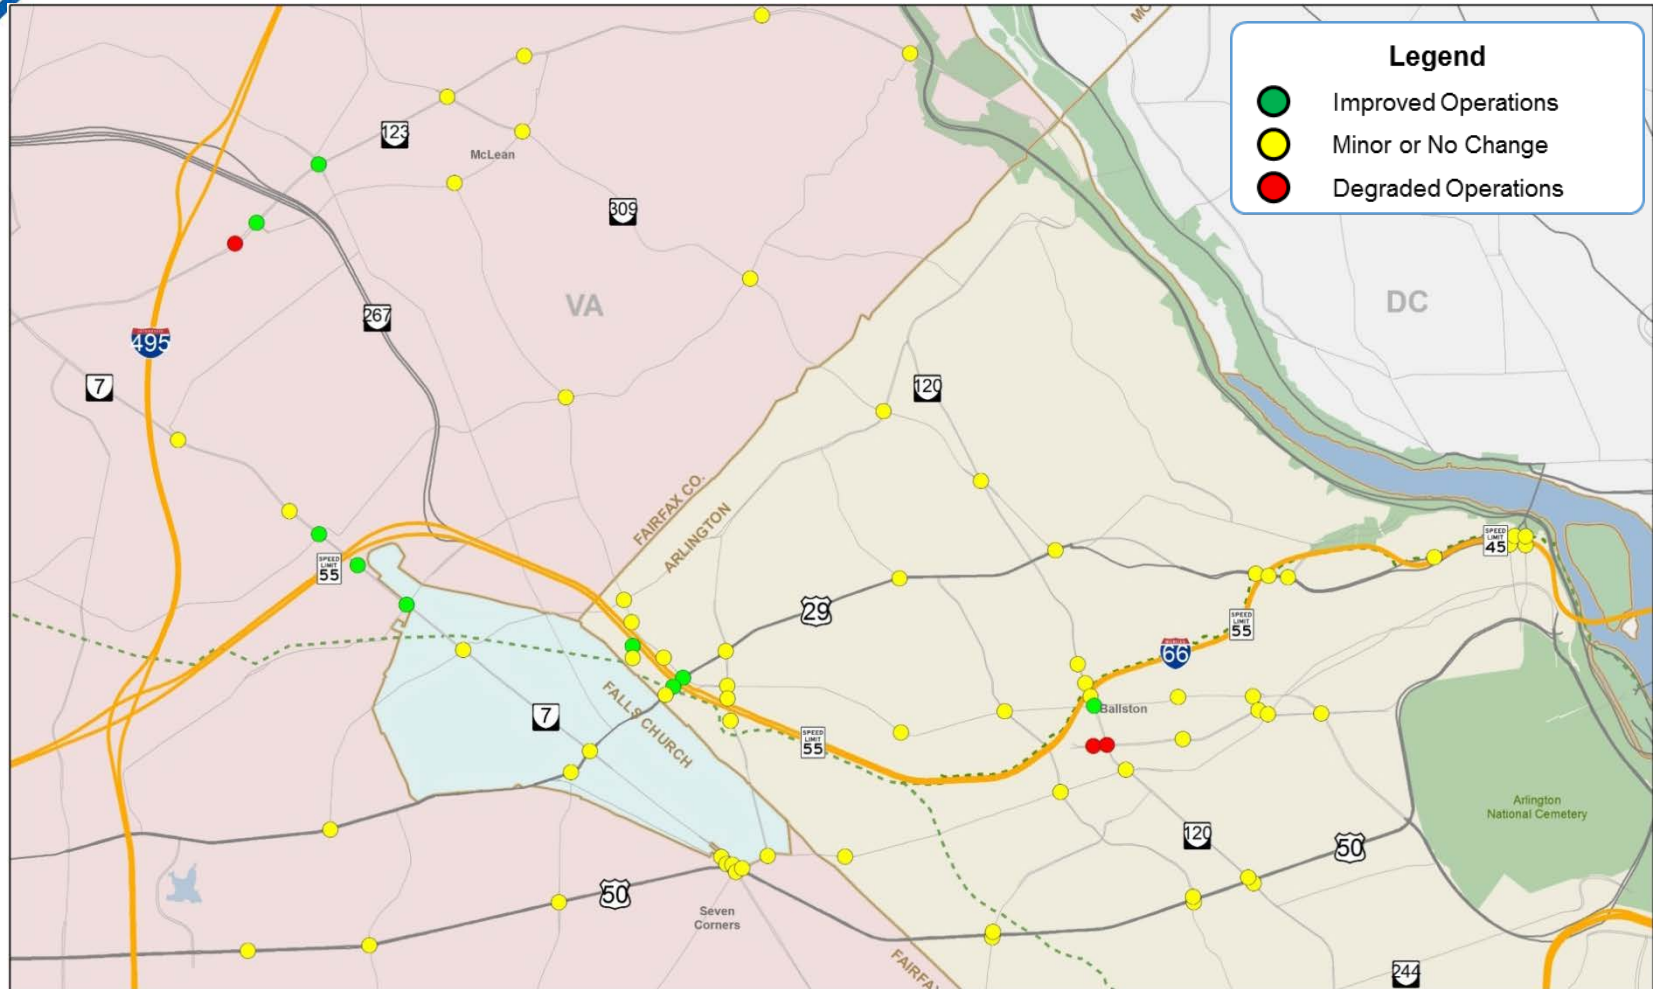 MO
Legend
Improved Operations
Minor or No Change
Degraded Operations
123
McLean
309
VA
DC
267
495
7
120
FAIRFAX CO.
ARLINGTON
SPEED
LIMIT
45
SPEED
LIMIT
55
29
SPEED
LIMIT
55
66
FALLS CHURCH
7
Ballston
SPEED
LIMIT
55
Arlington
National Cemetery
120
50
50
Seven
Corners
FAIRFAX
244